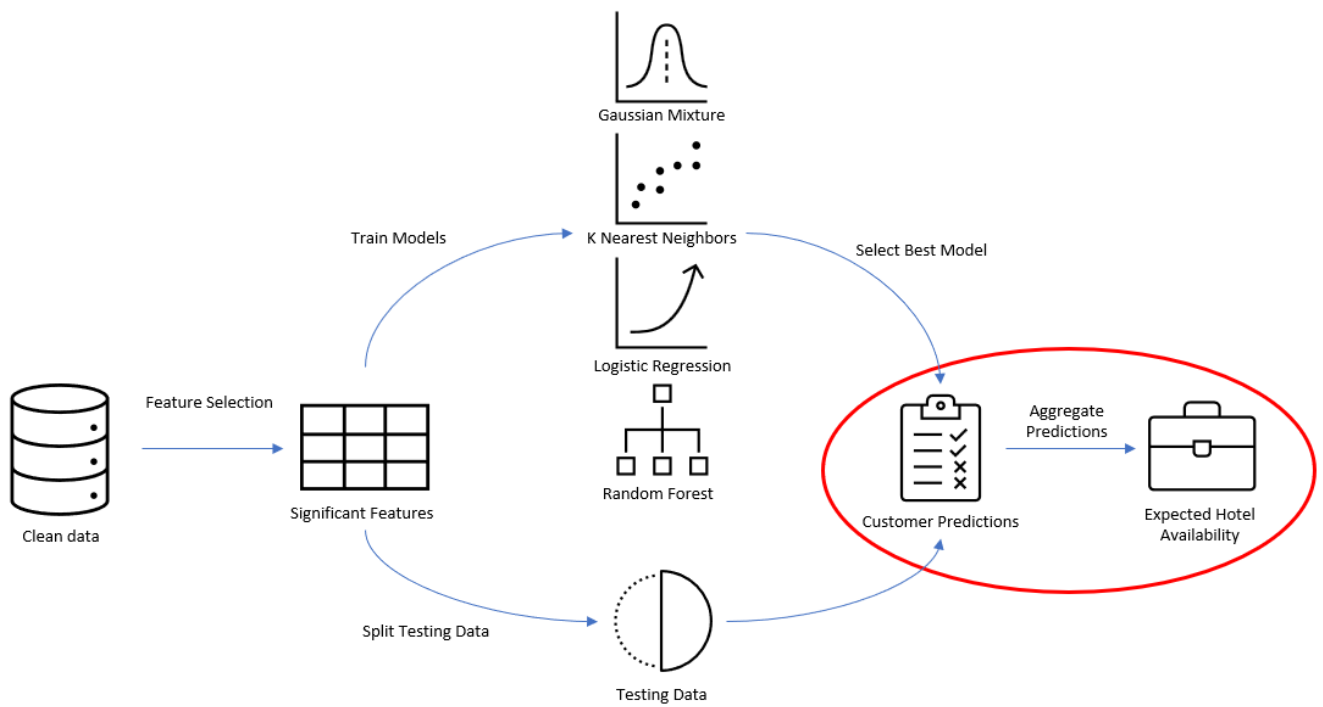 Gaussian Mixture
K Nearest Neighbors
Train Models
Select Best Model
Logistic Regression
Feature Selection
Aggregate
Predictions
Random Forest
Clean data
Significant Features
Customer Predictions
Expected Hotel
Availability
Split Testing Data
Testing Data